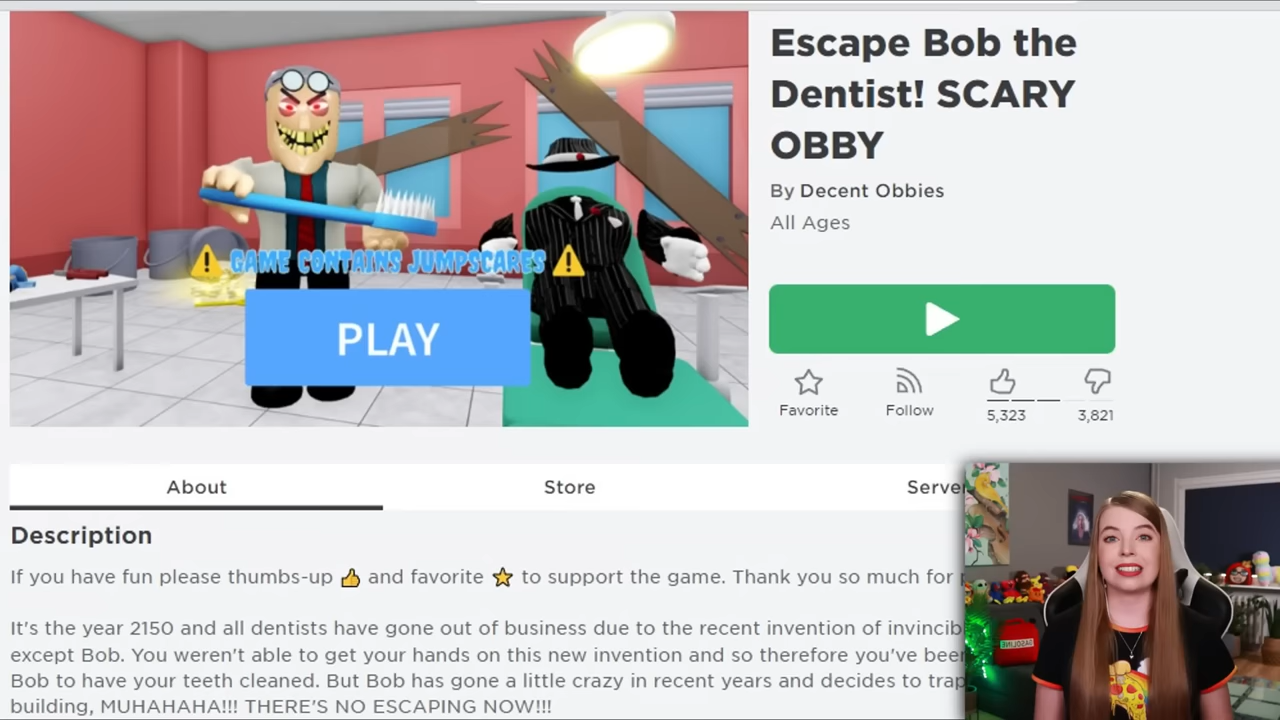 Escape Bob the
Dentist! SCARY
OBBY
By Decent Obbies
All Ages
⚠ GAME CONTAINS JUMPSCARES ⚠
PLAY
Favorite
Follow
5,323
3,821
About
Store
Description
If you have fun please thumbs-up 👍 and favorite ⭐ to support the game. Thank you so much for
It's the year 2150 and all dentists have gone out of business due to the recent invention of
except Bob. You weren't able to get your hands on this new invention and so therefore you've
Bob to have your teeth cleaned. But Bob has gone a little crazy in recent years and decides to
building, MUHAHAHA!!! THERE'S NO ESCAPING NOW!!!
GASOLINE